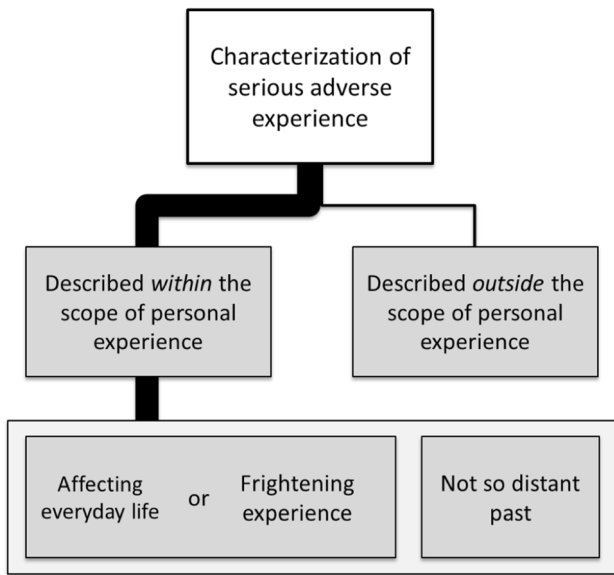 Characterization of
serious adverse
experience
Described within the
scope of personal
experience
Described outside the
scope of personal
experience
Affecting
everyday life
or
Frightening
experience
Not so distant
past